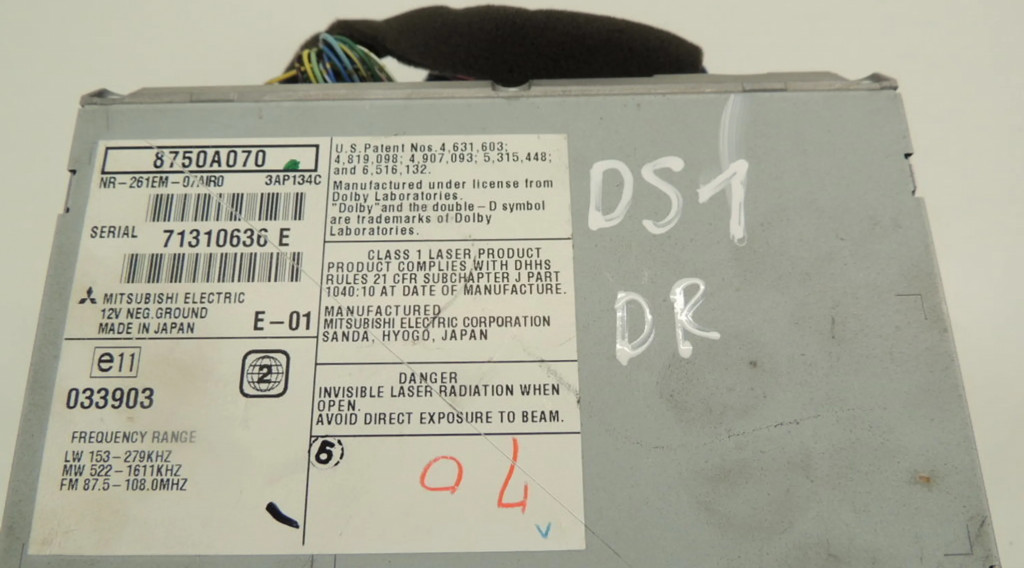 8750A070
NR-261EM-07AIR0 3AP134C
SERIAL 71310636 E
MITSUBISHI ELECTRIC
12V NEG.GROUND
MADE IN JAPAN E-01
e11
033903
2
FREQUENCY RANGE
LW 153-279KHZ
MW 522-1611KHZ
FM 87.5-108.0MHZ
U.S.Patent Nos.4,631,603;
4,819,098; 4,907,093; 5,315,448;
and 6,516,132.
Manufactured under license from
Dolby Laboratories.
"Dolby" and the double-D symbol
are trademarks of Dolby
Laboratories.
CLASS 1 LASER PRODUCT
PRODUCT COMPLIES WITH DHHS
RULES 21 CFR SUBCHAPTER J PART
1040:10 AT DATE OF MANUFACTURE.
MANUFACTURED
MITSUBISHI ELECTRIC CORPORATION
SANDA, HYOGO, JAPAN
DANGER
INVISIBLE LASER RADIATION WHEN
OPEN.
AVOID DIRECT EXPOSURE TO BEAM.
6
04
DS1
DR